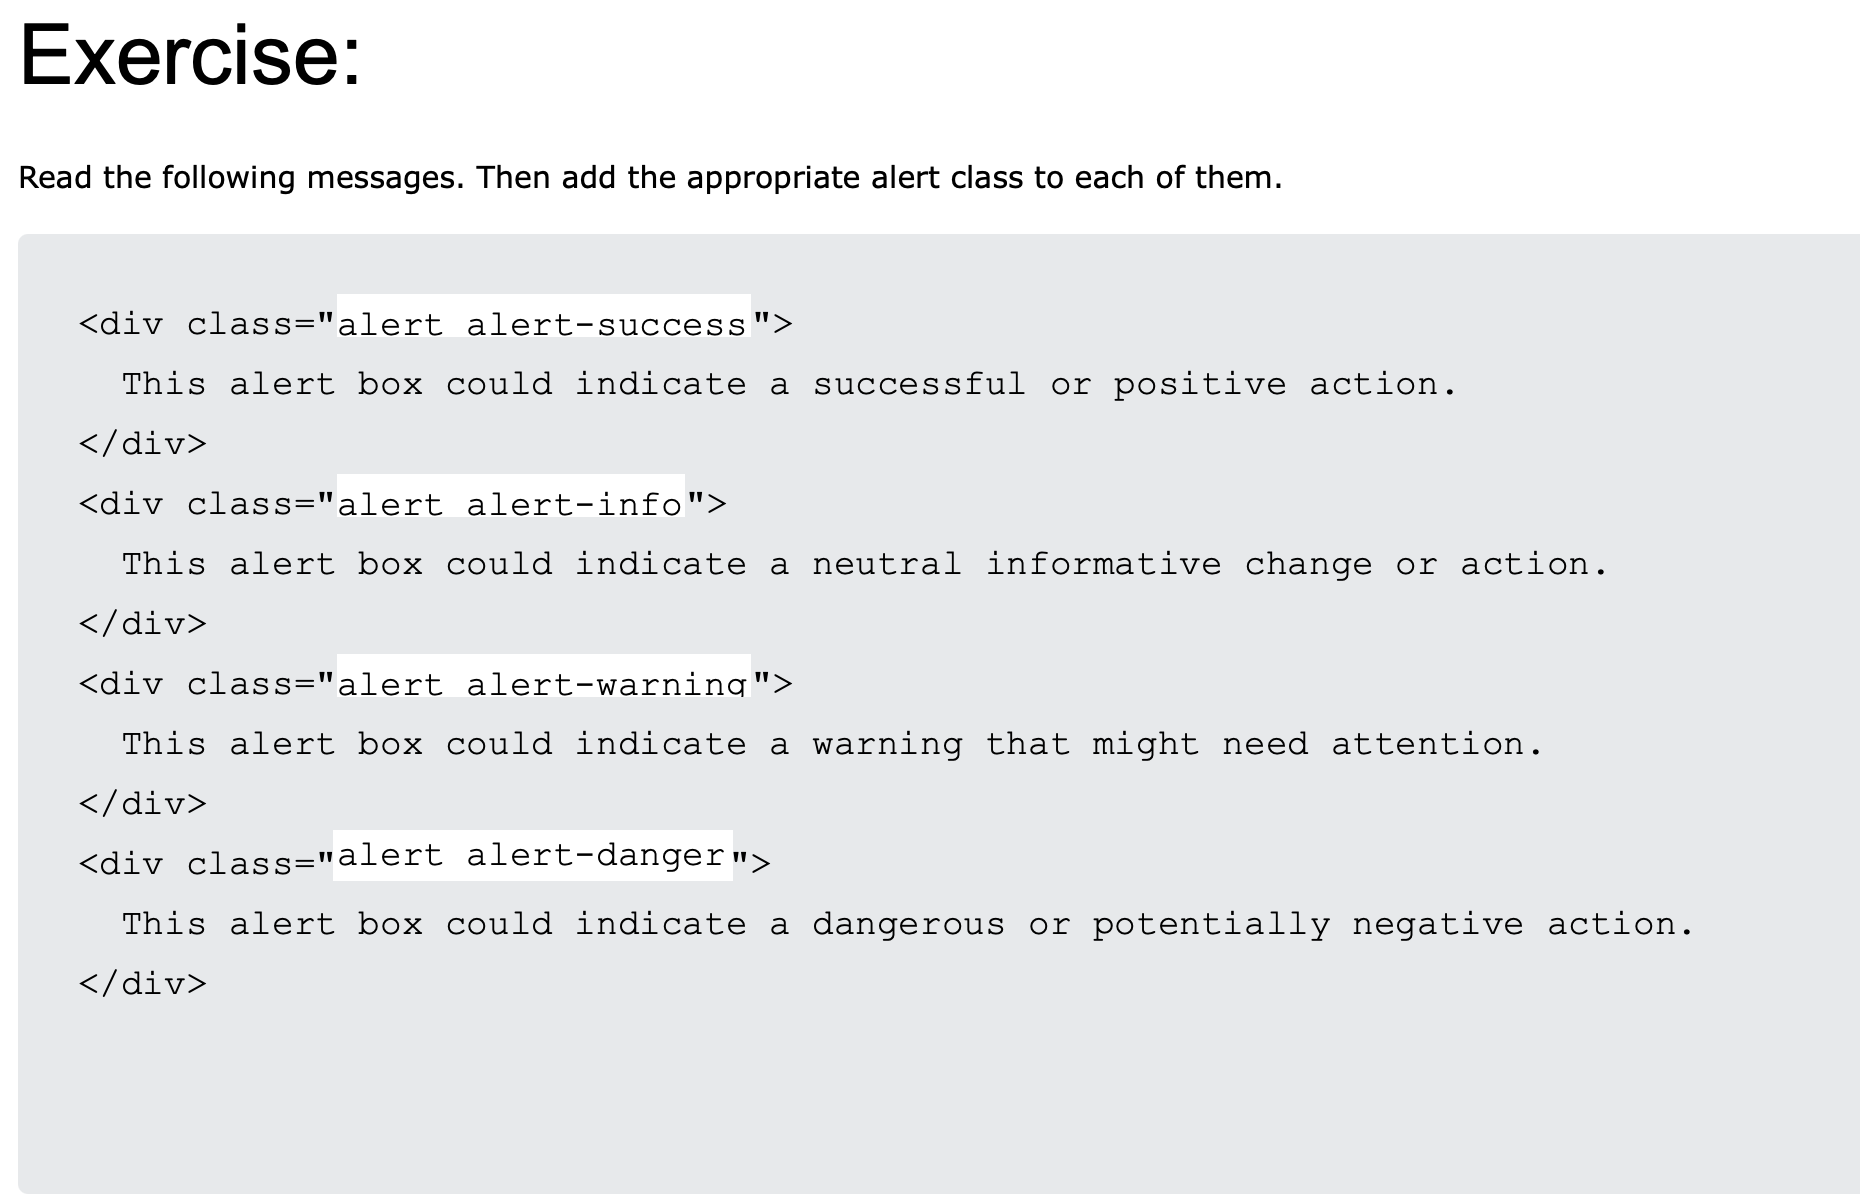 Exercise:
Read the following messages. Then add the appropriate alert class to each of them.
<div class="alert alert-success">
  This alert box could indicate a successful or positive action.
</div>
<div class="alert alert-info">
  This alert box could indicate a neutral informative change or action.
</div>
<div class="alert alert-warning">
  This alert box could indicate a warning that might need attention.
</div>
<div class="alert alert-danger">
  This alert box could indicate a dangerous or potentially negative action.
</div>